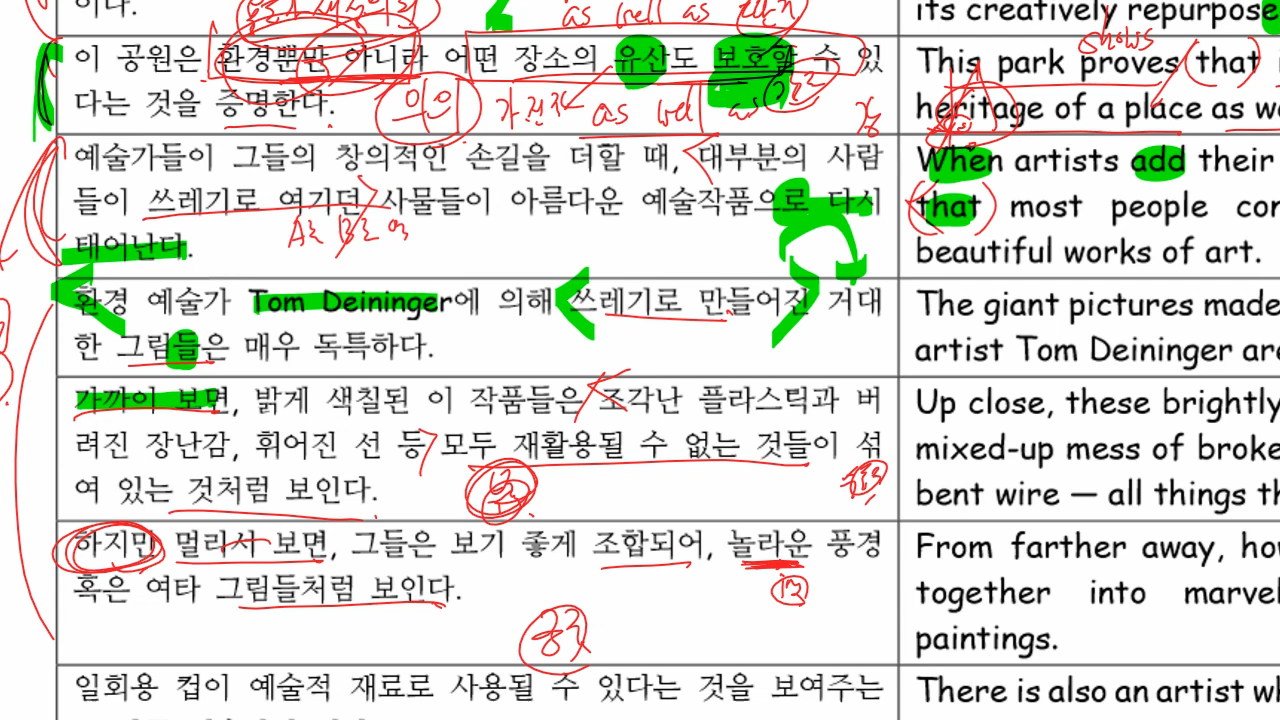 이다.
as well as
its creatively repurpose
이 공원은 환경뿐만 아니라 어떤 장소의 유산도 보호할 수 있
다는 것을 증명한다.
as well as
shows
This park proves (that)
heritage of a place as we
예술가들이 그들의 창의적인 손길을 더할 때, 대부분의 사람
들이 쓰레기로 여기던 사물들이 아름다운 예술작품으로 다시
태어난다.
A를 B로
When artists add their
(that) most people con
beautiful works of art.
환경 예술가 Tom Deininger에 의해 쓰레기로 만들어진 거대
한 그림들은 매우 독특하다.
The giant pictures made
artist Tom Deininger are
가까이 보면, 밝게 색칠된 이 작품들은 조각난 플라스틱과 버
려진 장난감, 휘어진 선 등 모두 재활용될 수 없는 것들이 섞
여 있는 것처럼 보인다.
Up close, these brightly
mixed-up mess of broke
bent wire — all things th
하지만 멀리서 보면, 그들은 보기 좋게 조합되어, 놀라운 풍경
혹은 여타 그림들처럼 보인다.
From farther away, how
together into marvel
paintings.
일회용 컵이 예술적 재료로 사용될 수 있다는 것을 보여주는
There is also an artist wh